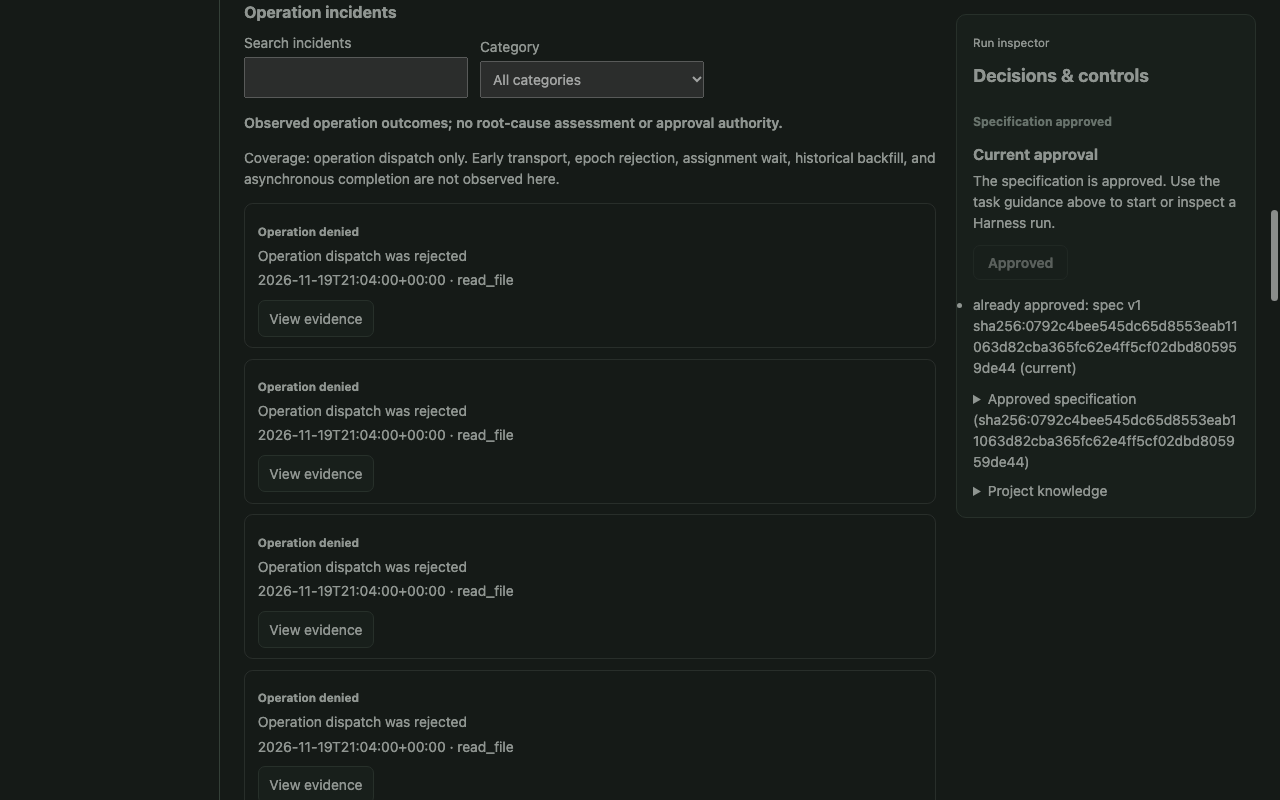 Operation incidents
Search incidents
Category
All categories
Observed operation outcomes; no root-cause assessment or approval authority.
Coverage: operation dispatch only. Early transport, epoch rejection, assignment wait, historical backfill, and
asynchronous completion are not observed here.
Operation denied
Operation dispatch was rejected
2026-11-19T21:04:00+00:00 · read_file
View evidence
Operation denied
Operation dispatch was rejected
2026-11-19T21:04:00+00:00 · read_file
View evidence
Operation denied
Operation dispatch was rejected
2026-11-19T21:04:00+00:00 · read_file
View evidence
Operation denied
Operation dispatch was rejected
2026-11-19T21:04:00+00:00 · read_file
View evidence
Run inspector
Decisions & controls
Specification approved
Current approval
The specification is approved. Use the
task guidance above to start or inspect a
Harness run.
Approved
already approved: spec v1
sha256:0792c4bee545dc65d8553eab11
063d82cba365fc62e4ff5cf02dbd80595
9de44 (current)
Approved specification
(sha256:0792c4bee545dc65d8553eab1
1063d82cba365fc62e4ff5cf02dbd8059
59de44)
Project knowledge